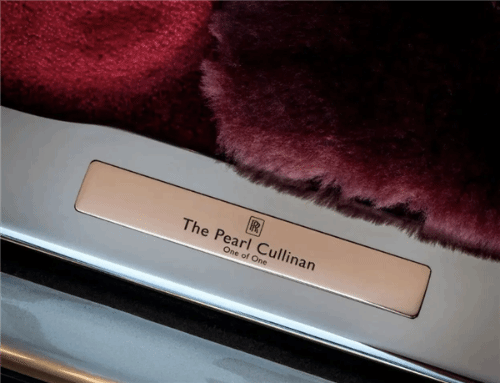 RR
The Pearl Cullinan
One of One